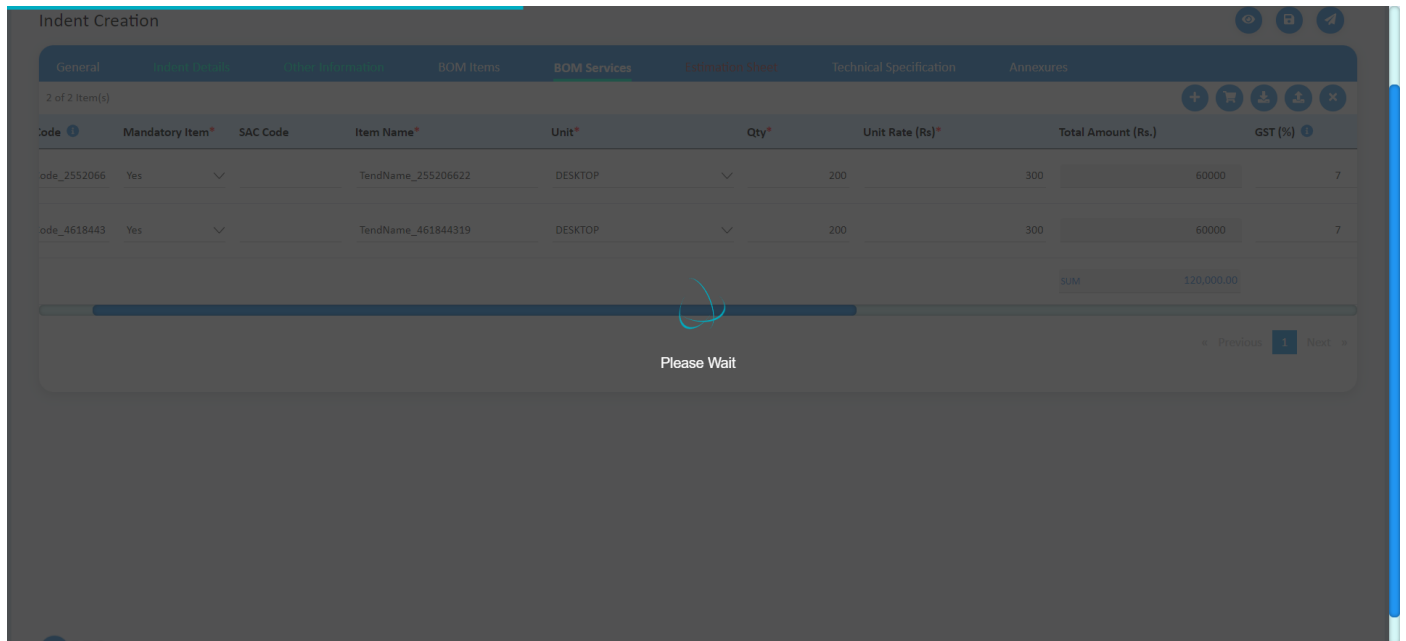 Indent Creation
General Indent Details Other Information BOM Items BOM Services Estimation Sheet Technical Specification Annexures
2 of 2 Item(s)
Code Mandatory Item* SAC Code Item Name* Unit* Qty* Unit Rate (Rs)* Total Amount (Rs.) GST (%)
ode_2552066 Yes TendName_255206622 DESKTOP 200 300 60000 7
ode_4618443 Yes TendName_461844319 DESKTOP 200 300 60000 7
SUM 120,000.00
« Previous 1 Next »
Please Wait